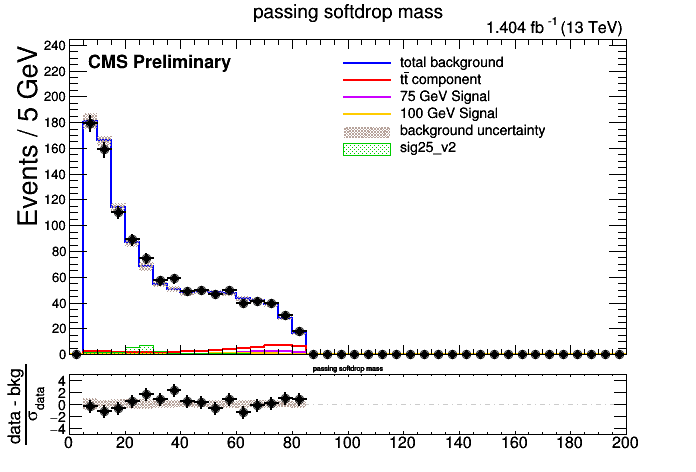 passing softdrop mass
1.404 fb -1 (13 TeV)
CMS Preliminary
Events / 5 GeV
240
220
200
180
160
140
120
100
80
60
40
20
0
total background
tt̄ component
75 GeV Signal
100 GeV Signal
background uncertainty
sig25_v2
passing softdrop mass
data - bkg
σ data
4
2
0
−2
−4
0 20 40 60 80 100 120 140 160 180 200